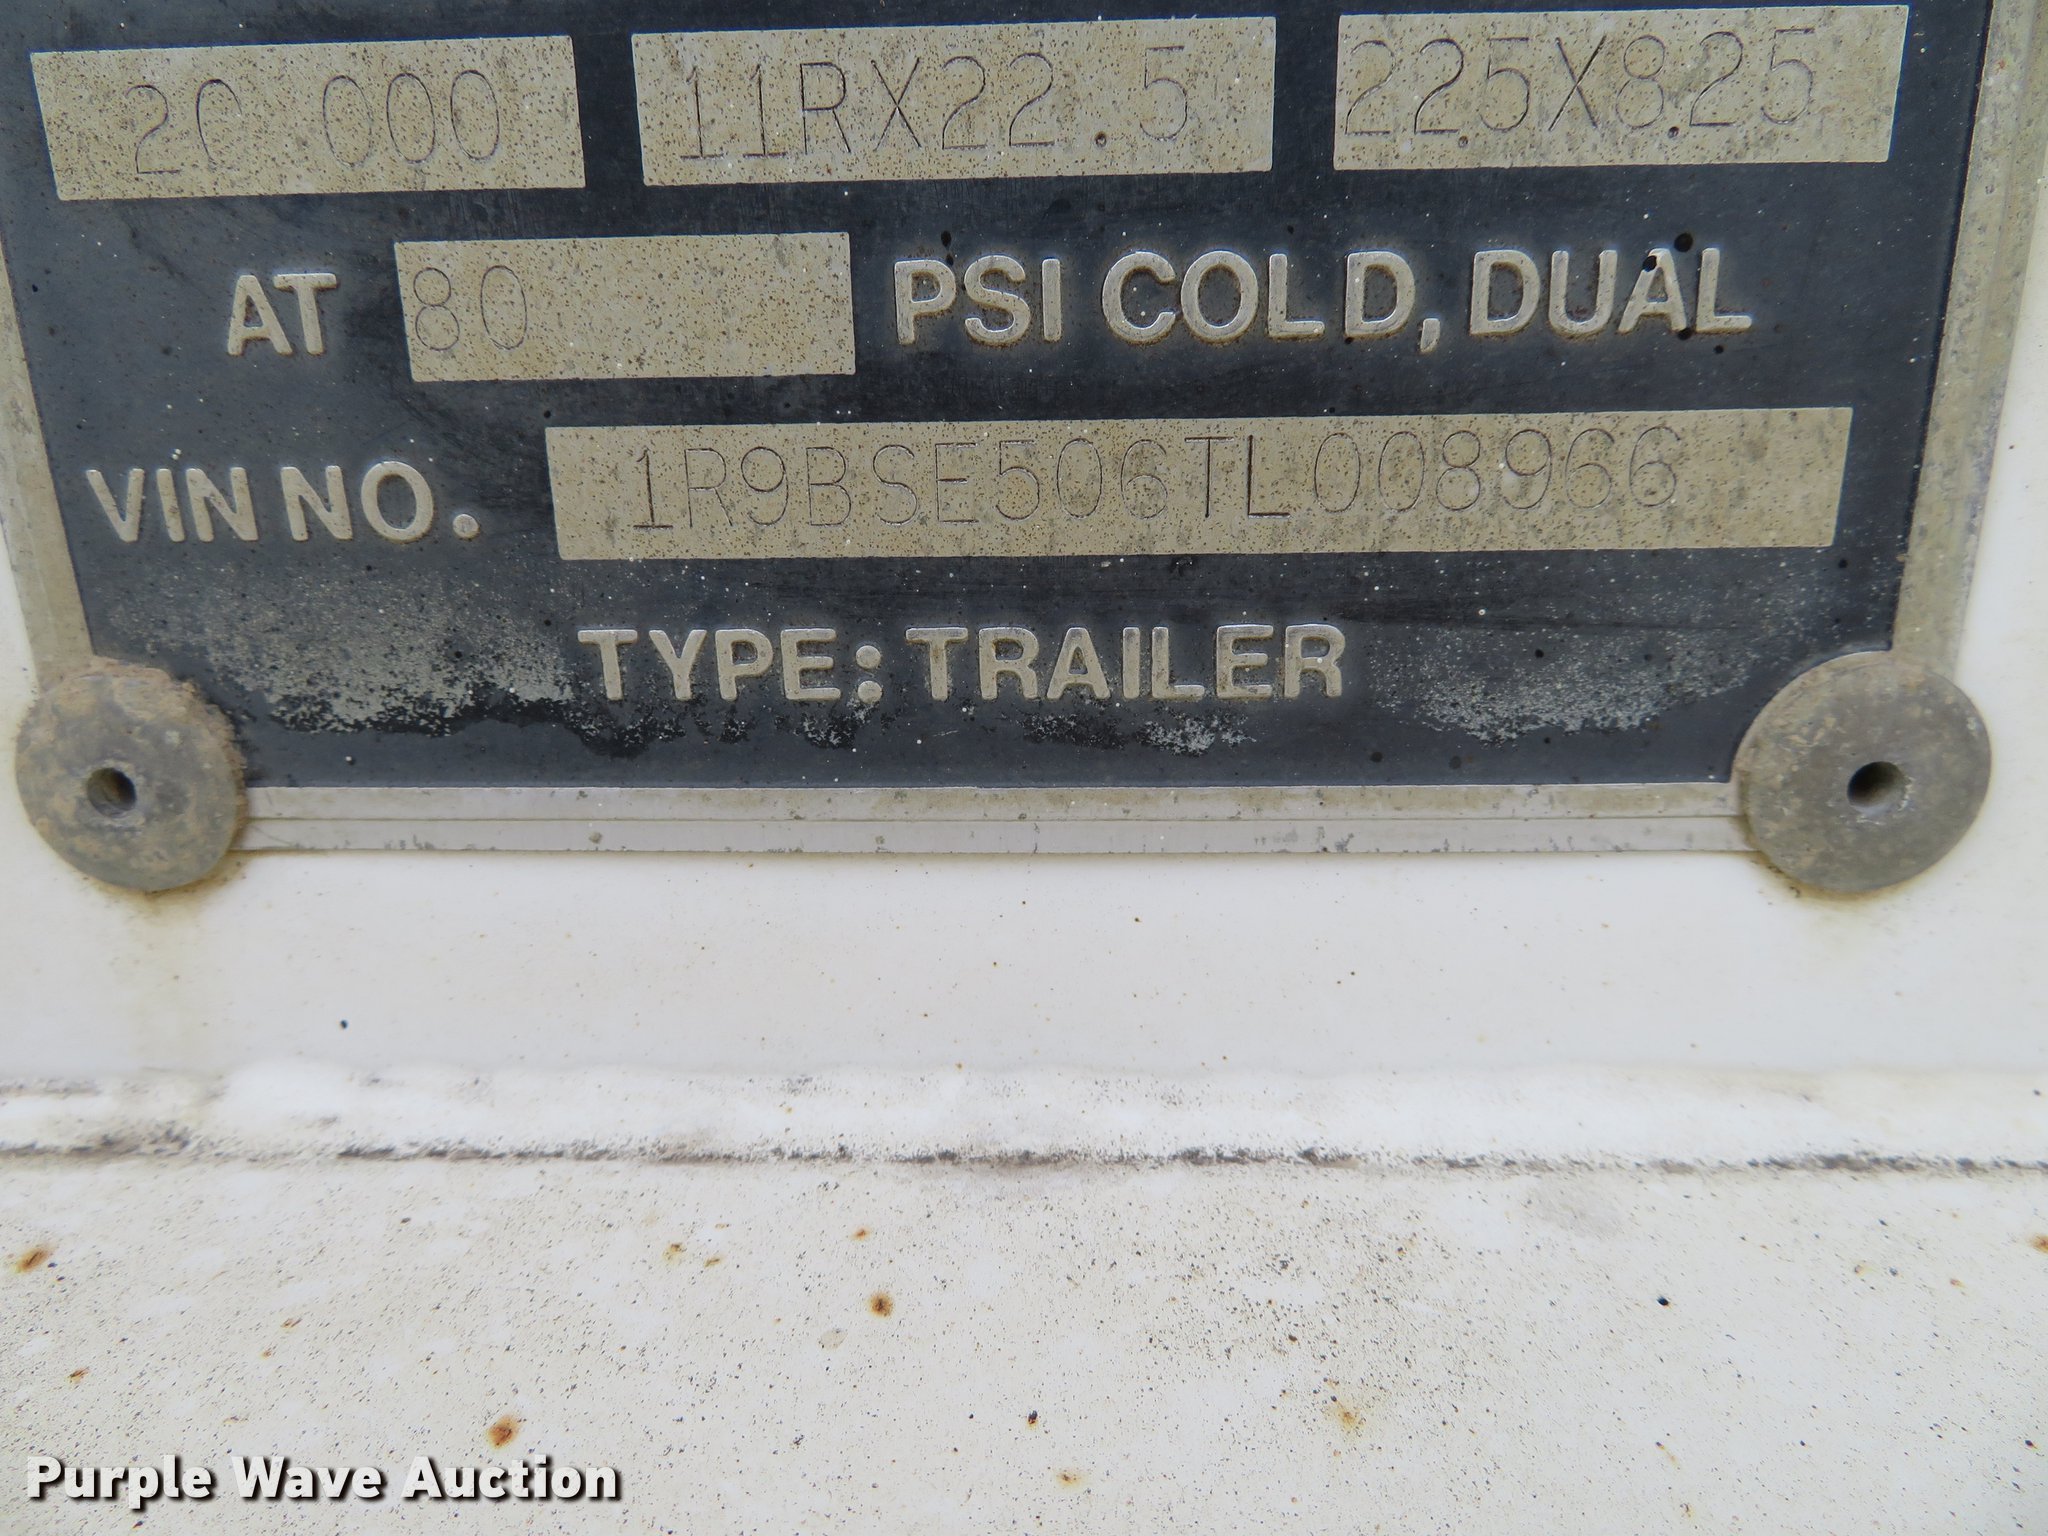 20 000 11RX22.5 22.5X8.25
AT 80 PSI COLD, DUAL
VIN NO. 1R9BSE506TL008966
TYPE: TRAILER
Purple Wave Auction